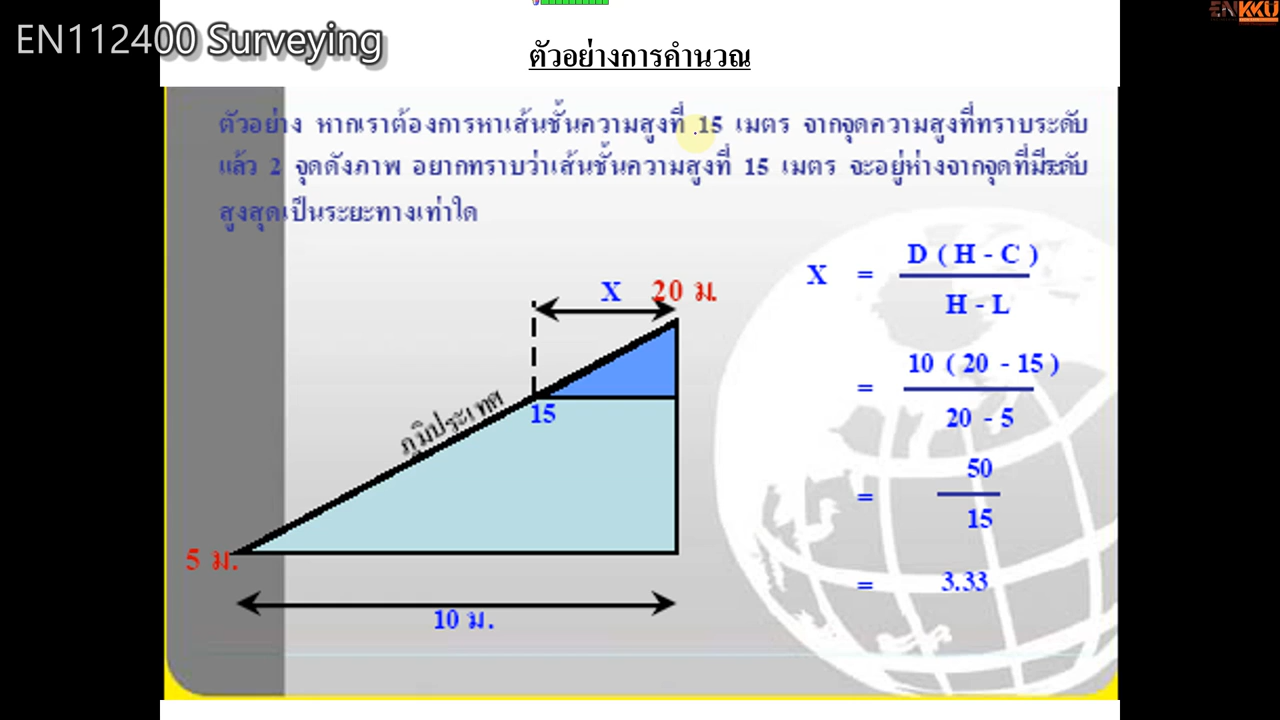 EN112400 Surveying
ENKKU
ตัวอย่างการคำนวณ
ตัวอย่าง หากเราต้องการหาเส้นชั้นความสูงที่ 15 เมตร จากจุดความสูงที่ทราบระดับ
แล้ว 2 จุดดังภาพ อยากทราบว่าเส้นชั้นความสูงที่ 15 เมตร จะอยู่ห่างจากจุดที่มีระดับ
สูงสุดเป็นระยะทางเท่าใด
X
20 ม.
15
ภูมิประเทศ
5 ม.
10 ม.
X = D ( H - C )
H - L
= 10 ( 20 - 15 )
20 - 5
= 50
15
= 3.33